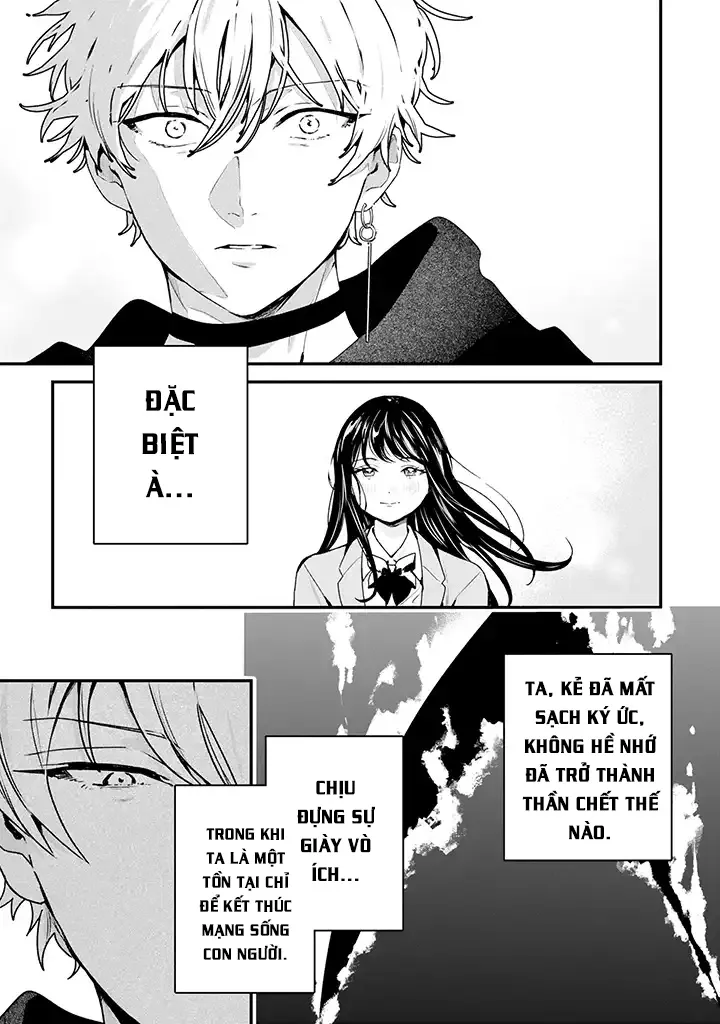 ĐẶC
BIỆT
À...
TA, KẺ ĐÃ MẤT
SẠCH KÝ ỨC,
KHÔNG HỀ NHỚ
ĐÃ TRỞ THÀNH
THẦN CHẾT THẾ
NÀO.
CHỊU
ĐỰNG SỰ
GIÀY VÒ VÔ
ÍCH...
TRONG KHI
TA LÀ MỘT
TỒN TẠI CHỈ
ĐỂ KẾT THÚC
MẠNG SỐNG
CON NGƯỜI.